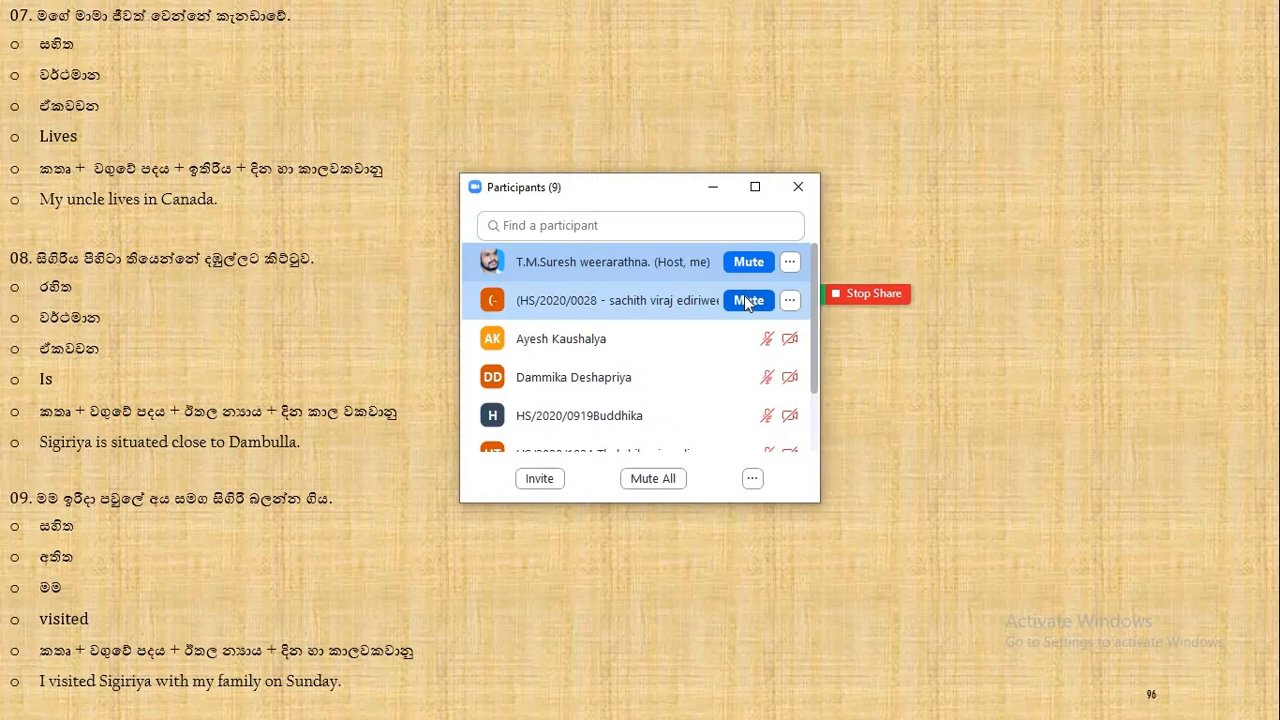 07. මගේ මාමා ජීවත් වෙන්නේ කැනඩාවේ.
o සහිත
o වර්ථමාන
o ඒකවචන
o Lives
o කතෘ + වගුවේ පදය + ඉතිරිය + දින හා කාලවකවානු
o My uncle lives in Canada.
08. සිගිරිය පිහිටා තියෙන්නේ දඹුල්ලට කිට්ටුව.
o රහිත
o වර්ථමාන
o ඒකවචන
o Is
o කතෘ + වගුවේ පදය + ඊතල න්‍යාය + දින කාල වකවානු
o Sigiriya is situated close to Dambulla.
09. මම ඉරිදා පවුලේ අය සමග සිගිරි බලන්න ගිය.
o සහිත
o අතිත
o මම
o visited
o කතෘ + වගුවේ පදය + ඊතල න්‍යාය + දින හා කාලවකවානු
o I visited Sigiriya with my family on Sunday.
Participants (9)
Find a participant
T.M.Suresh weerarathna. (Host, me) Mute
(- (HS/2020/0028 - sachith viraj ediriwee Mute
AK Ayesh Kaushalya
DD Dammika Deshapriya
H HS/2020/0919Buddhika
Invite Mute All
Stop Share
Activate Windows
Go to Settings to activate Windows.
96